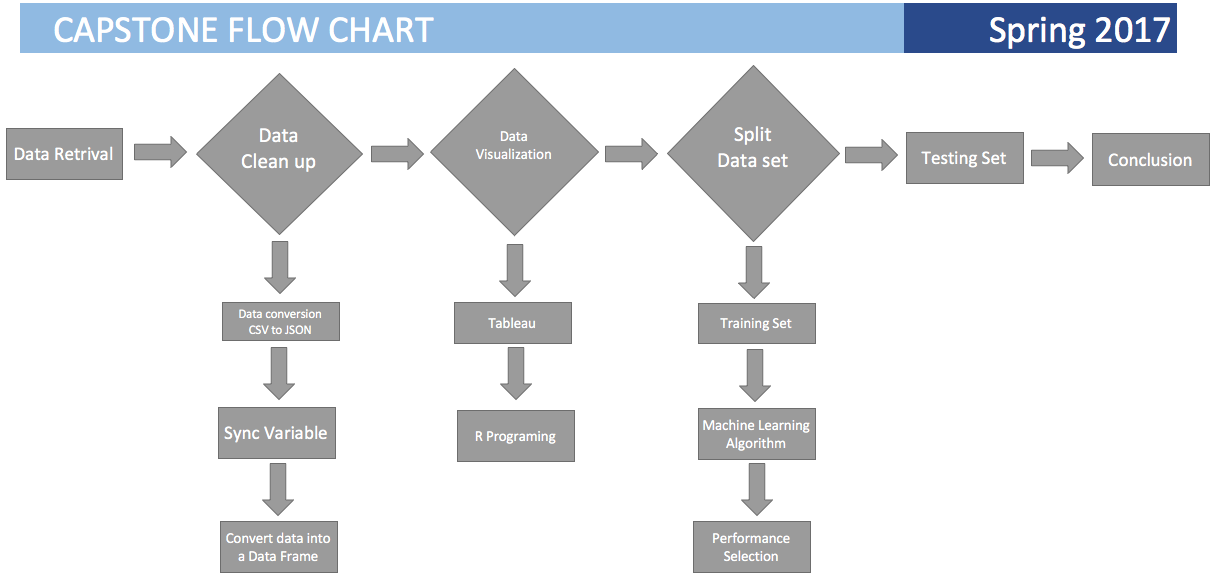 CAPSTONE FLOW CHART
Spring 2017
Data Retrival
Data
Clean up
Data
Visualization
Split
Data set
Testing Set
Conclusion
Data conversion
CSV to JSON
Tableau
Training Set
Sync Variable
R Programing
Machine Learning
Algorithm
Convert data into
a Data Frame
Performance
Selection